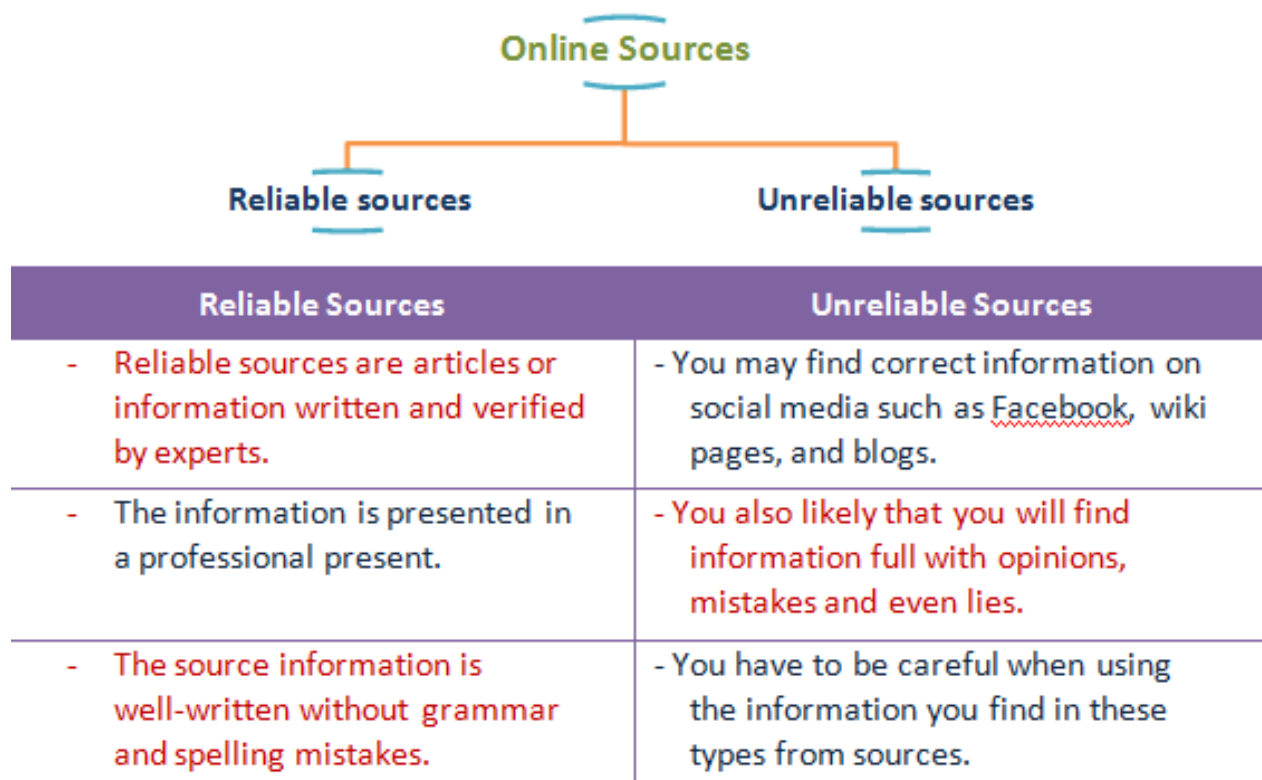 Online Sources
Reliable sources
Unreliable sources
Reliable Sources
Unreliable Sources
- Reliable sources are articles or
information written and verified
by experts.
- You may find correct information on
social media such as Facebook, wiki
pages, and blogs.
- The information is presented in
a professional present.
- You also likely that you will find
information full with opinions,
mistakes and even lies.
- The source information is
well-written without grammar
and spelling mistakes.
- You have to be careful when using
the information you find in these
types from sources.